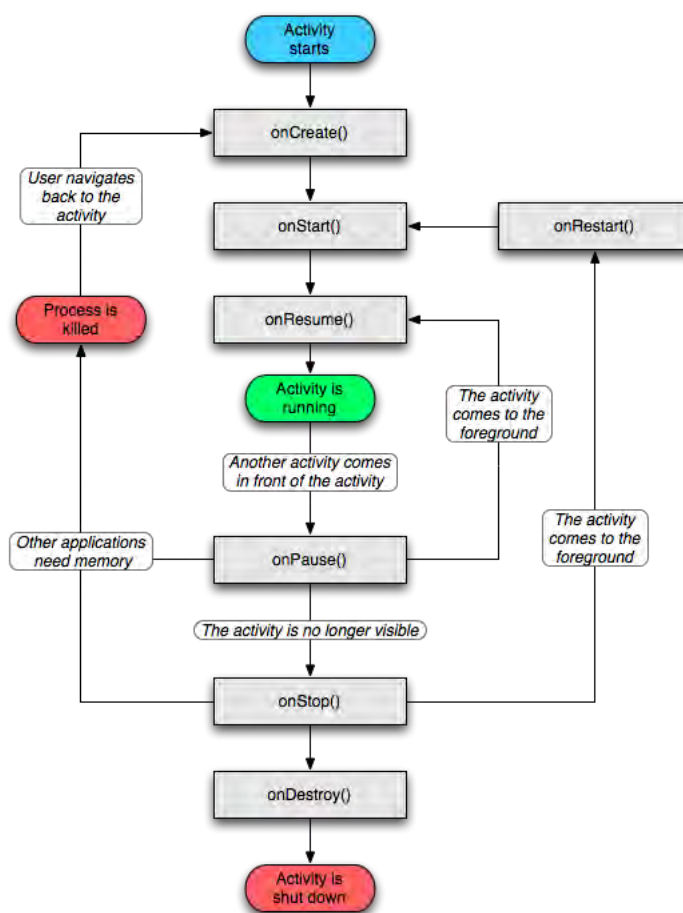 Activity
starts
onCreate()
User navigates
back to the
activity
onStart()
onRestart()
Process is
killed
onResume()
Activity is
running
The activity
comes to the
foreground
Another activity comes
in front of the activity
Other applications
need memory
onPause()
The activity
comes to the
foreground
The activity is no longer visible
onStop()
onDestroy()
Activity is
shut down